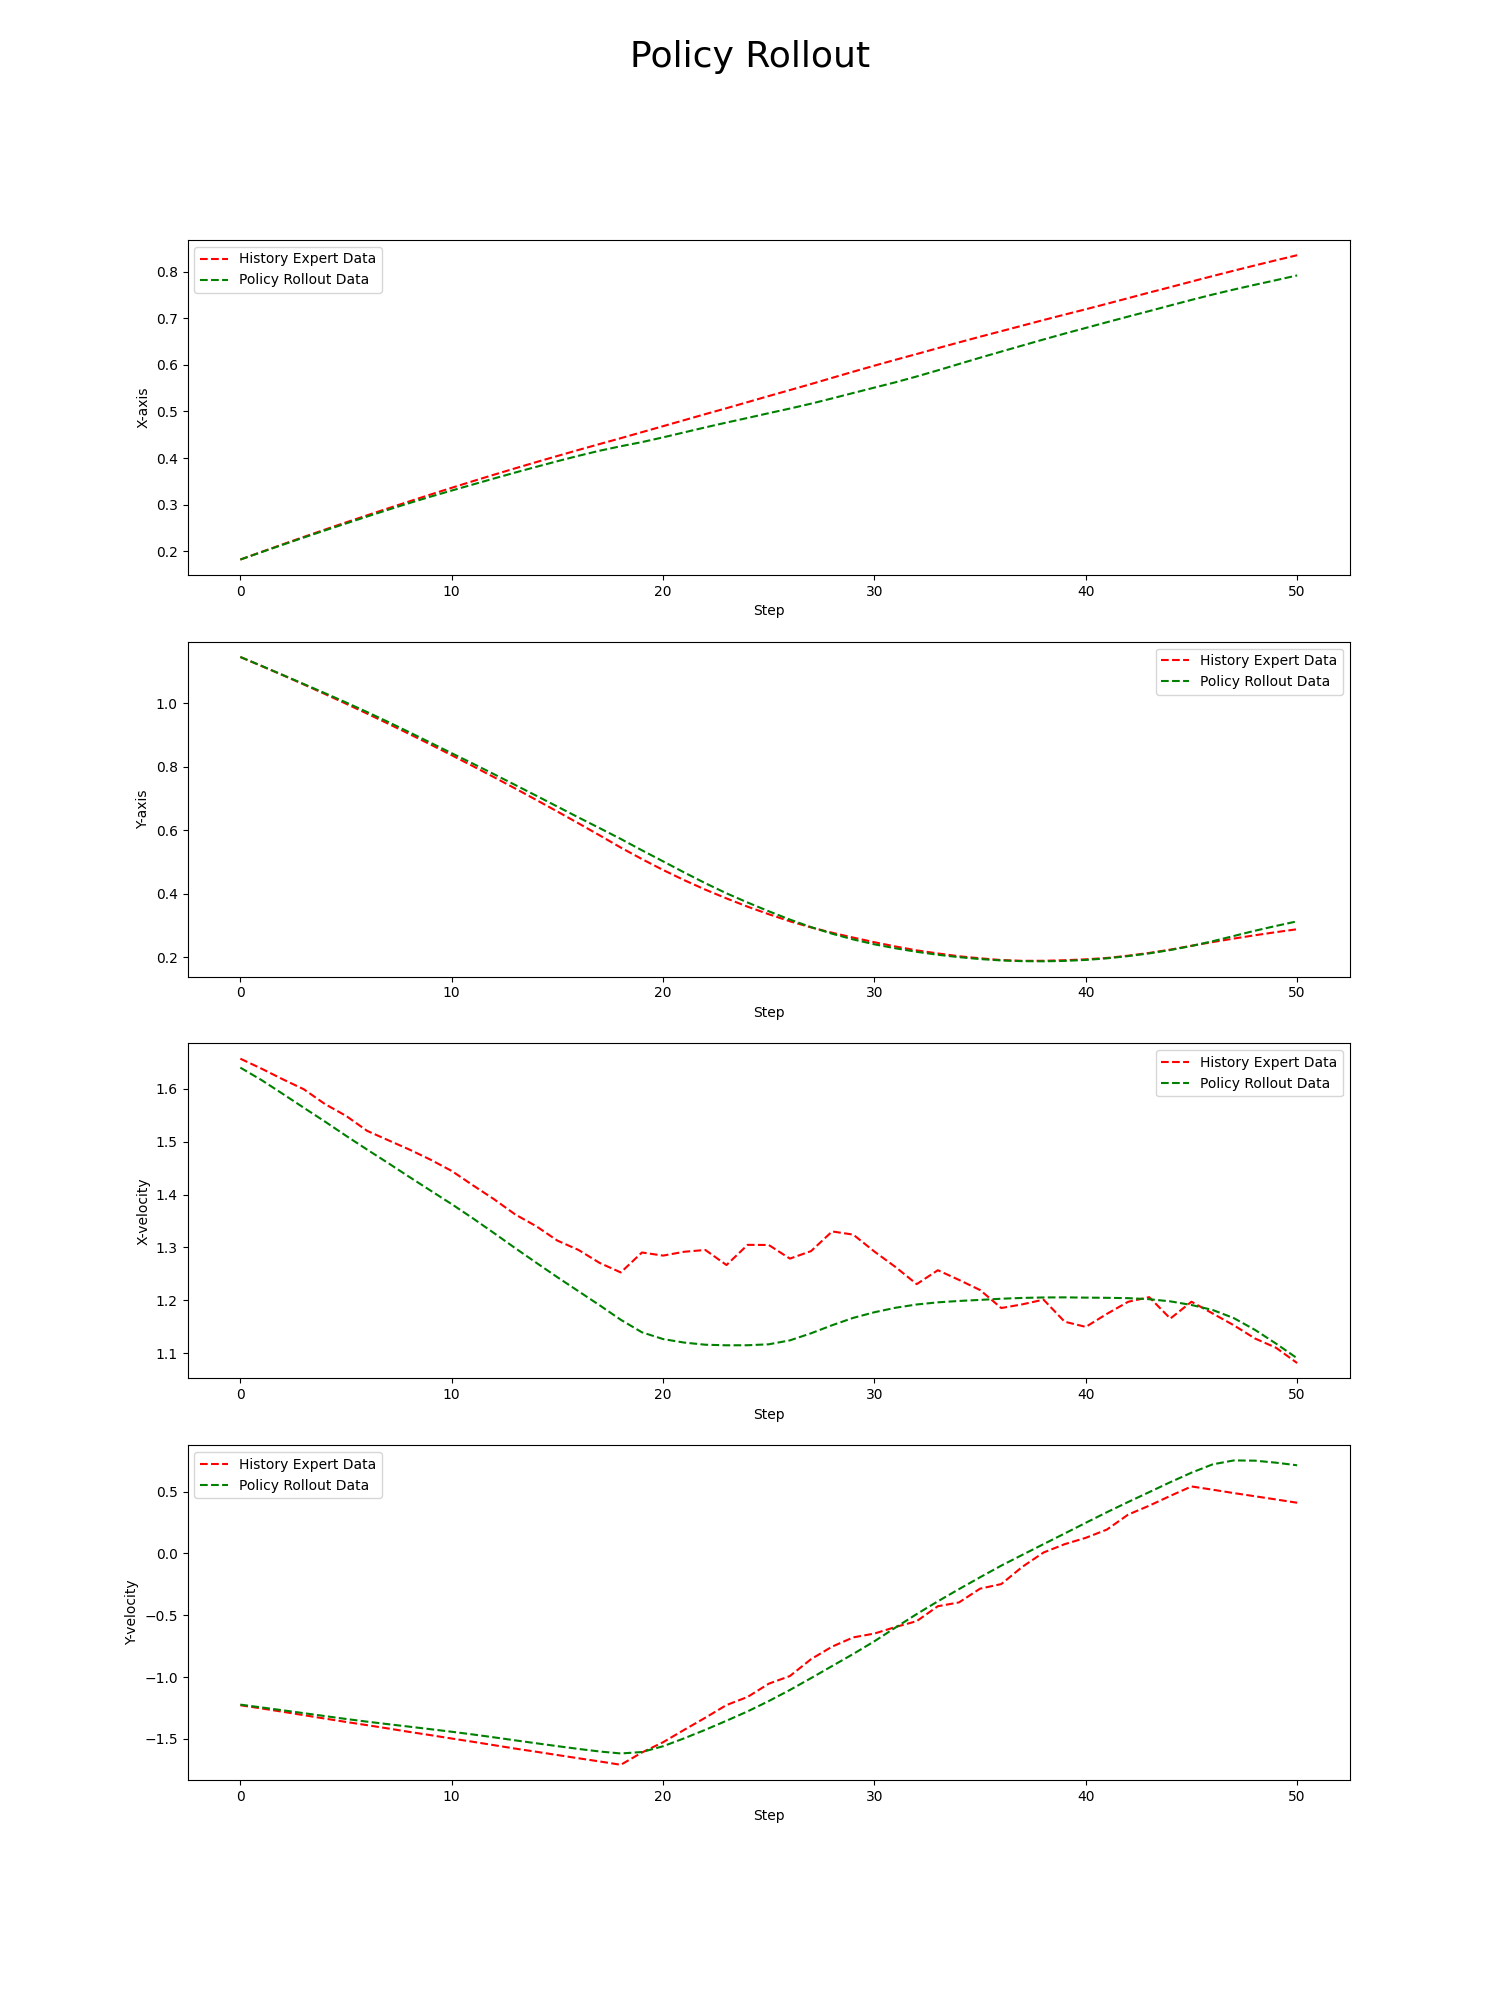 Policy Rollout
History Expert Data
Policy Rollout Data
X-axis
0.8
0.7
0.6
0.5
0.4
0.3
0.2
0 10 20 30 40 50
Step
History Expert Data
Policy Rollout Data
Y-axis
1.0
0.8
0.6
0.4
0.2
0 10 20 30 40 50
Step
History Expert Data
Policy Rollout Data
X-velocity
1.6
1.5
1.4
1.3
1.2
1.1
0 10 20 30 40 50
Step
History Expert Data
Policy Rollout Data
Y-velocity
0.5
0.0
−0.5
−1.0
−1.5
0 10 20 30 40 50
Step